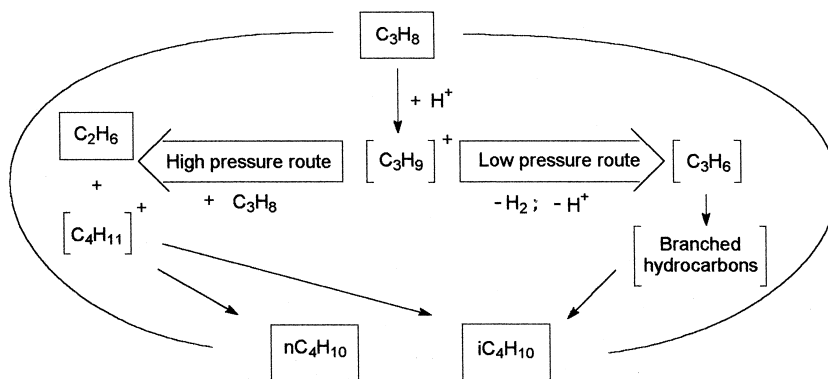 C₃H₈
+ H⁺
C₂H₆
High pressure route
[C₃H₉]⁺
Low pressure route
[C₃H₆]
+
+ C₃H₈
-H₂ ; -H⁺
[C₄H₁₁]⁺
[Branched
hydrocarbons]
nC₄H₁₀
iC₄H₁₀